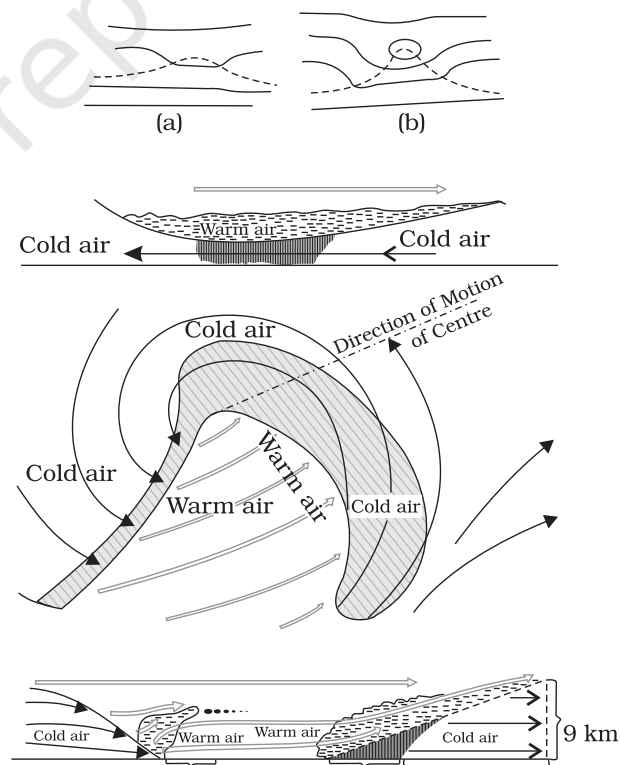 rep
(a)
(b)
Warm air
Cold air
Cold air
Direction of Motion
of Centre
Cold air
Warm air
Cold air
Warm air
Cold air
Cold air
Warm air
Warm air
Cold air
9 km